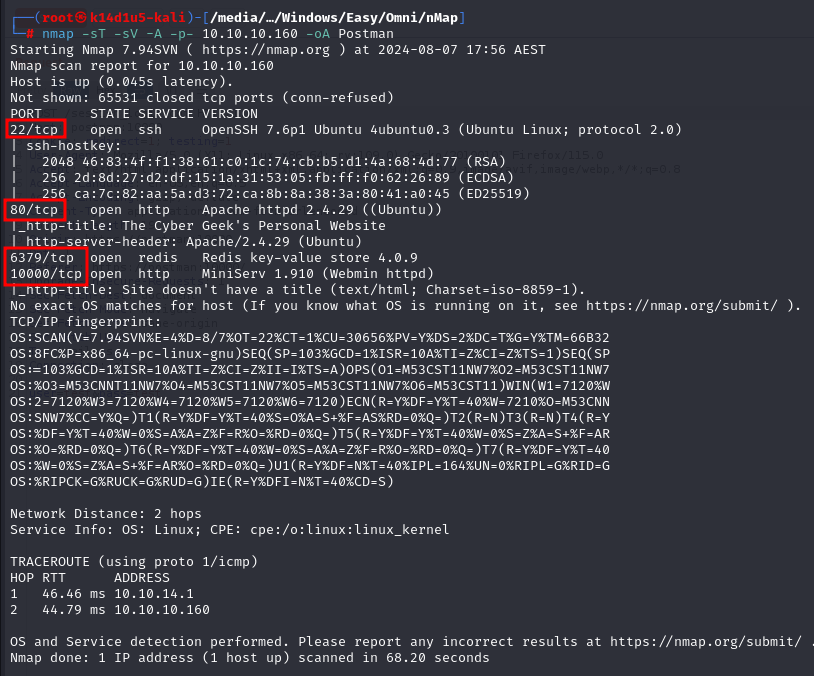 ┌──(root㉿k14d1u5-kali)-[/media/…/Windows/Easy/Omni/nMap]
└─# nmap -sT -sV -A -p- 10.10.10.160 -oA Postman
Starting Nmap 7.94SVN ( https://nmap.org ) at 2024-08-07 17:56 AEST
Nmap scan report for 10.10.10.160
Host is up (0.045s latency).
Not shown: 65531 closed tcp ports (conn-refused)
PORT      STATE SERVICE VERSION
22/tcp    open  ssh     OpenSSH 7.6p1 Ubuntu 4ubuntu0.3 (Ubuntu Linux; protocol 2.0)
| ssh-hostkey:
|   2048 46:83:4f:f1:38:61:c0:1c:74:cb:b5:d1:4a:68:4d:77 (RSA)
|   256 2d:8d:27:d2:df:15:1a:31:53:05:fb:ff:f0:62:26:89 (ECDSA)
|   256 ca:7c:82:aa:5a:d3:72:ca:8b:8a:38:3a:80:41:a0:45 (ED25519)
80/tcp    open  http    Apache httpd 2.4.29 ((Ubuntu))
|_http-title: The Cyber Geek's Personal Website
| http-server-header: Apache/2.4.29 (Ubuntu)
6379/tcp  open  redis   Redis key-value store 4.0.9
10000/tcp open  http    MiniServ 1.910 (Webmin httpd)
|_http-title: Site doesn't have a title (text/html; Charset=iso-8859-1).
No exact OS matches for host (If you know what OS is running on it, see https://nmap.org/submit/ ).
TCP/IP fingerprint:
OS:SCAN(V=7.94SVN%E=4%D=8/7%OT=22%CT=1%CU=30656%PV=Y%DS=2%DC=T%G=Y%TM=66B32
OS:8FC%P=x86_64-pc-linux-gnu)SEQ(SP=103%GCD=1%ISR=10A%TI=Z%CI=Z%TS=1)SEQ(SP
OS:=103%GCD=1%ISR=10A%TI=Z%CI=Z%II=I%TS=A)OPS(O1=M53CST11NW7%O2=M53CST11NW7
OS:%O3=M53CNNT11NW7%O4=M53CST11NW7%O5=M53CST11NW7%O6=M53CST11)WIN(W1=7120%W
OS:2=7120%W3=7120%W4=7120%W5=7120%W6=7120)ECN(R=Y%DF=Y%T=40%W=7210%O=M53CNN
OS:SNW7%CC=Y%Q=)T1(R=Y%DF=Y%T=40%S=O%A=S+%F=AS%RD=0%Q=)T2(R=N)T3(R=N)T4(R=Y
OS:%DF=Y%T=40%W=0%S=A%A=Z%F=R%O=%RD=0%Q=)T5(R=Y%DF=Y%T=40%W=0%S=Z%A=S+%F=AR
OS:%O=%RD=0%Q=)T6(R=Y%DF=Y%T=40%W=0%S=A%A=Z%F=R%O=%RD=0%Q=)T7(R=Y%DF=Y%T=40
OS:%W=0%S=Z%A=S+%F=AR%O=%RD=0%Q=)U1(R=Y%DF=N%T=40%IPL=164%UN=0%RIPL=G%RID=G
OS:%RIPCK=G%RUCK=G%RUD=G)IE(R=Y%DFI=N%T=40%CD=S)
Network Distance: 2 hops
Service Info: OS: Linux; CPE: cpe:/o:linux:linux_kernel
TRACEROUTE (using proto 1/icmp)
HOP RTT      ADDRESS
1   46.46 ms 10.10.14.1
2   44.79 ms 10.10.10.160
OS and Service detection performed. Please report any incorrect results at https://nmap.org/submit/ .
Nmap done: 1 IP address (1 host up) scanned in 68.20 seconds